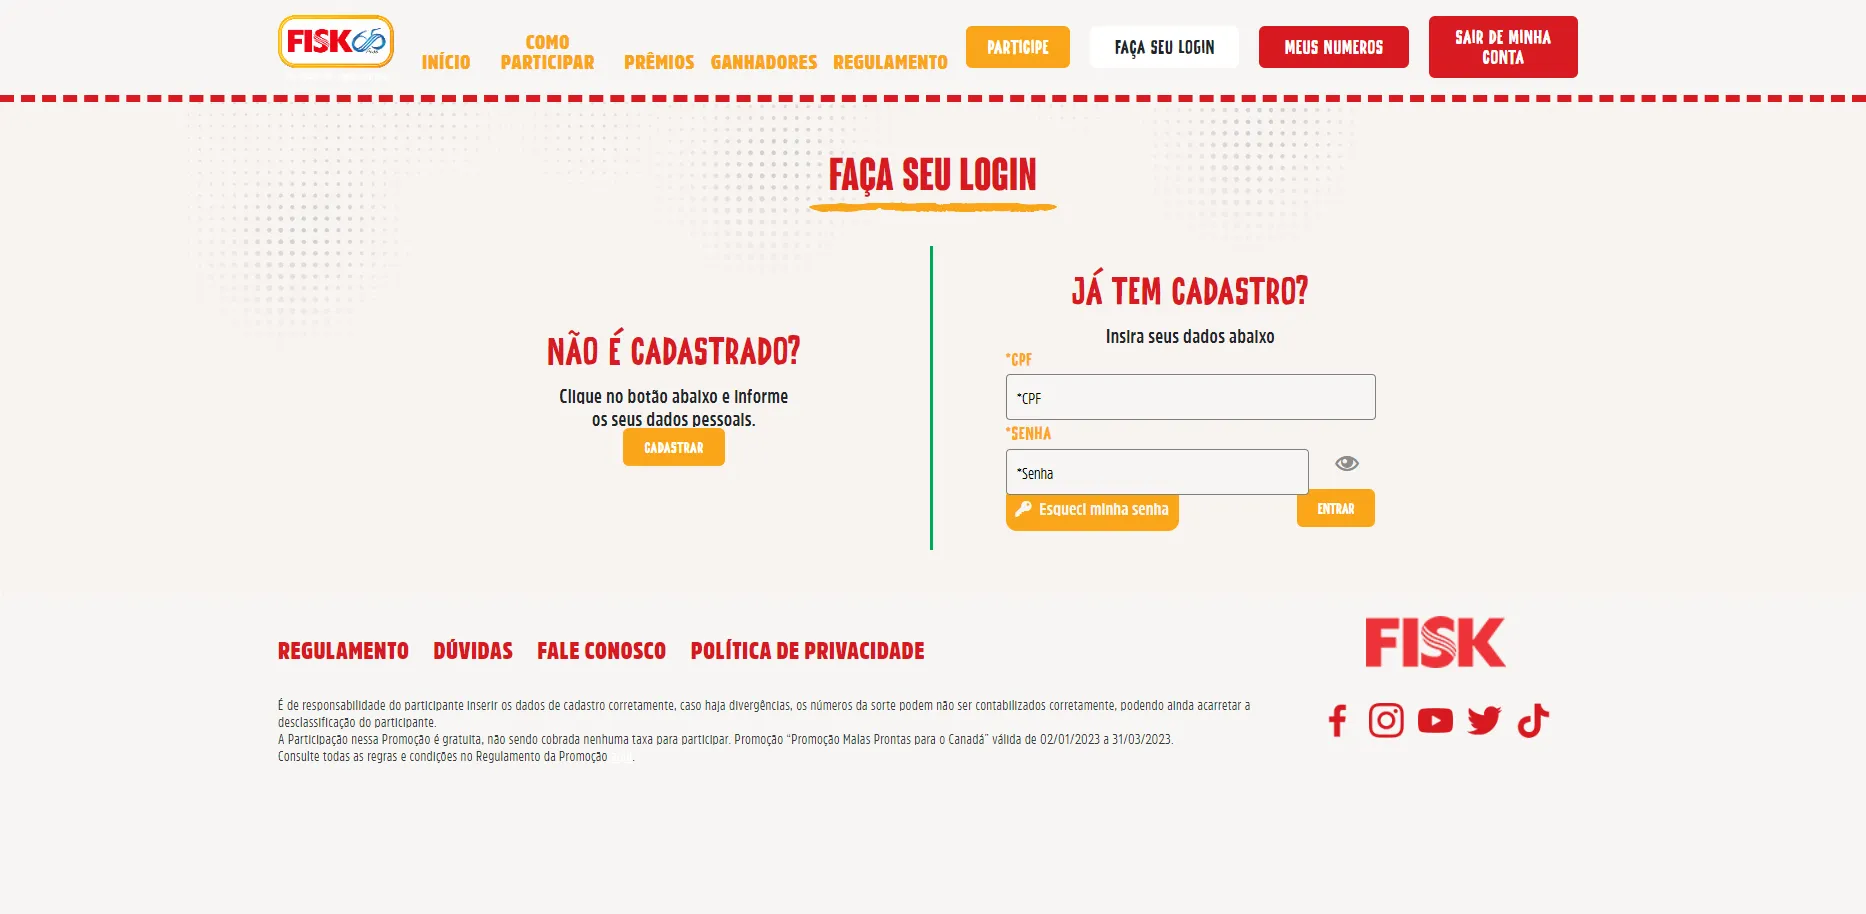 FISK 65
INÍCIO
COMO
PARTICIPAR
PRÊMIOS
GANHADORES
REGULAMENTO
PARTICIPE
FAÇA SEU LOGIN
MEUS NUMEROS
SAIR DE MINHA
CONTA
FAÇA SEU LOGIN
NÃO É CADASTRADO?
Clique no botão abaixo e informe
os seus dados pessoais.
CADASTRAR
JÁ TEM CADASTRO?
Insira seus dados abaixo
*CPF
*CPF
*SENHA
*Senha
Esqueci minha senha
ENTRAR
REGULAMENTO
DÚVIDAS
FALE CONOSCO
POLÍTICA DE PRIVACIDADE
FISK
É de responsabilidade do participante inserir os dados de cadastro corretamente, caso haja divergências, os números da sorte podem não ser contabilizados corretamente, podendo ainda acarretar a
desclassificação do participante.
A Participação nessa Promoção é gratuita, não sendo cobrada nenhuma taxa para participar. Promoção “Promoção Malas Prontas para o Canadá” válida de 02/01/2023 a 31/03/2023.
Consulte todas as regras e condições no Regulamento da Promoção .